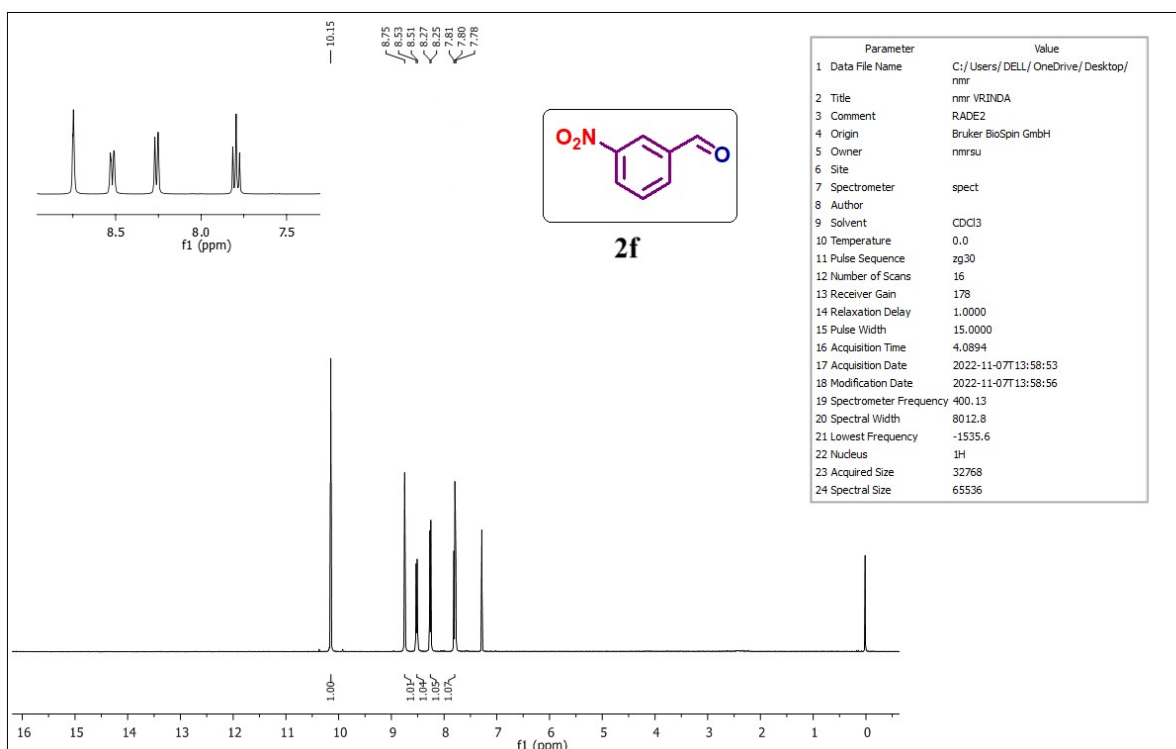 10.15
8.75
8.53
8.51
8.27
8.25
7.81
7.80
7.78
8.5
8.0
7.5
f1 (ppm)
O2N
O
2f
Parameter Value
1 Data File Name C:/Users/DELL/OneDrive/Desktop/
nmr
2 Title nmr VRINDA
3 Comment RADE2
4 Origin Bruker BioSpin GmbH
5 Owner nmrsu
6 Site
7 Spectrometer spect
8 Author
9 Solvent CDCl3
10 Temperature 0.0
11 Pulse Sequence zg30
12 Number of Scans 16
13 Receiver Gain 178
14 Relaxation Delay 1.0000
15 Pulse Width 15.0000
16 Acquisition Time 4.0894
17 Acquisition Date 2022-11-07T13:58:53
18 Modification Date 2022-11-07T13:58:56
19 Spectrometer Frequency 400.13
20 Spectral Width 8012.8
21 Lowest Frequency -1535.6
22 Nucleus 1H
23 Acquired Size 32768
24 Spectral Size 65536
1.00
1.01
1.04
1.05
1.07
16 15 14 13 12 11 10 9 8 7 6 5 4 3 2 1 0
f1 (ppm)